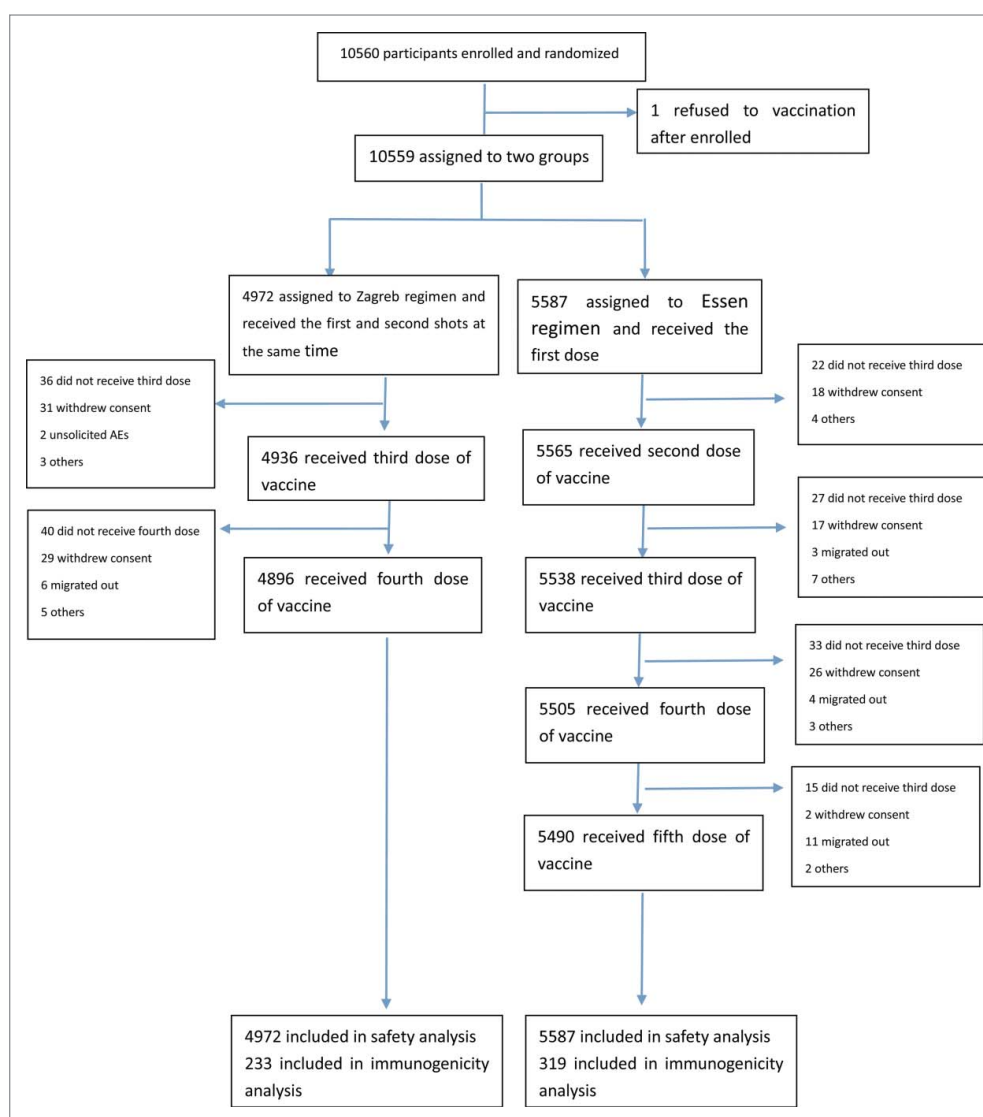 10560 participants enrolled and randomized
1 refused to vaccination
after enrolled
10559 assigned to two groups
4972 assigned to Zagreb regimen and
received the first and second shots at
the same time
5587 assigned to Essen
regimen and received the
first dose
36 did not receive third dose
31 withdrew consent
2 unsolicited AEs
3 others
22 did not receive third dose
18 withdrew consent
4 others
4936 received third dose of
vaccine
5565 received second dose
of vaccine
40 did not receive fourth dose
29 withdrew consent
6 migrated out
5 others
27 did not receive third dose
17 withdrew consent
3 migrated out
7 others
4896 received fourth dose
of vaccine
5538 received third dose of
vaccine
33 did not receive third dose
26 withdrew consent
4 migrated out
3 others
5505 received fourth dose
of vaccine
15 did not receive third dose
2 withdrew consent
11 migrated out
2 others
5490 received fifth dose of
vaccine
4972 included in safety analysis
233 included in immunogenicity
analysis
5587 included in safety analysis
319 included in immunogenicity
analysis